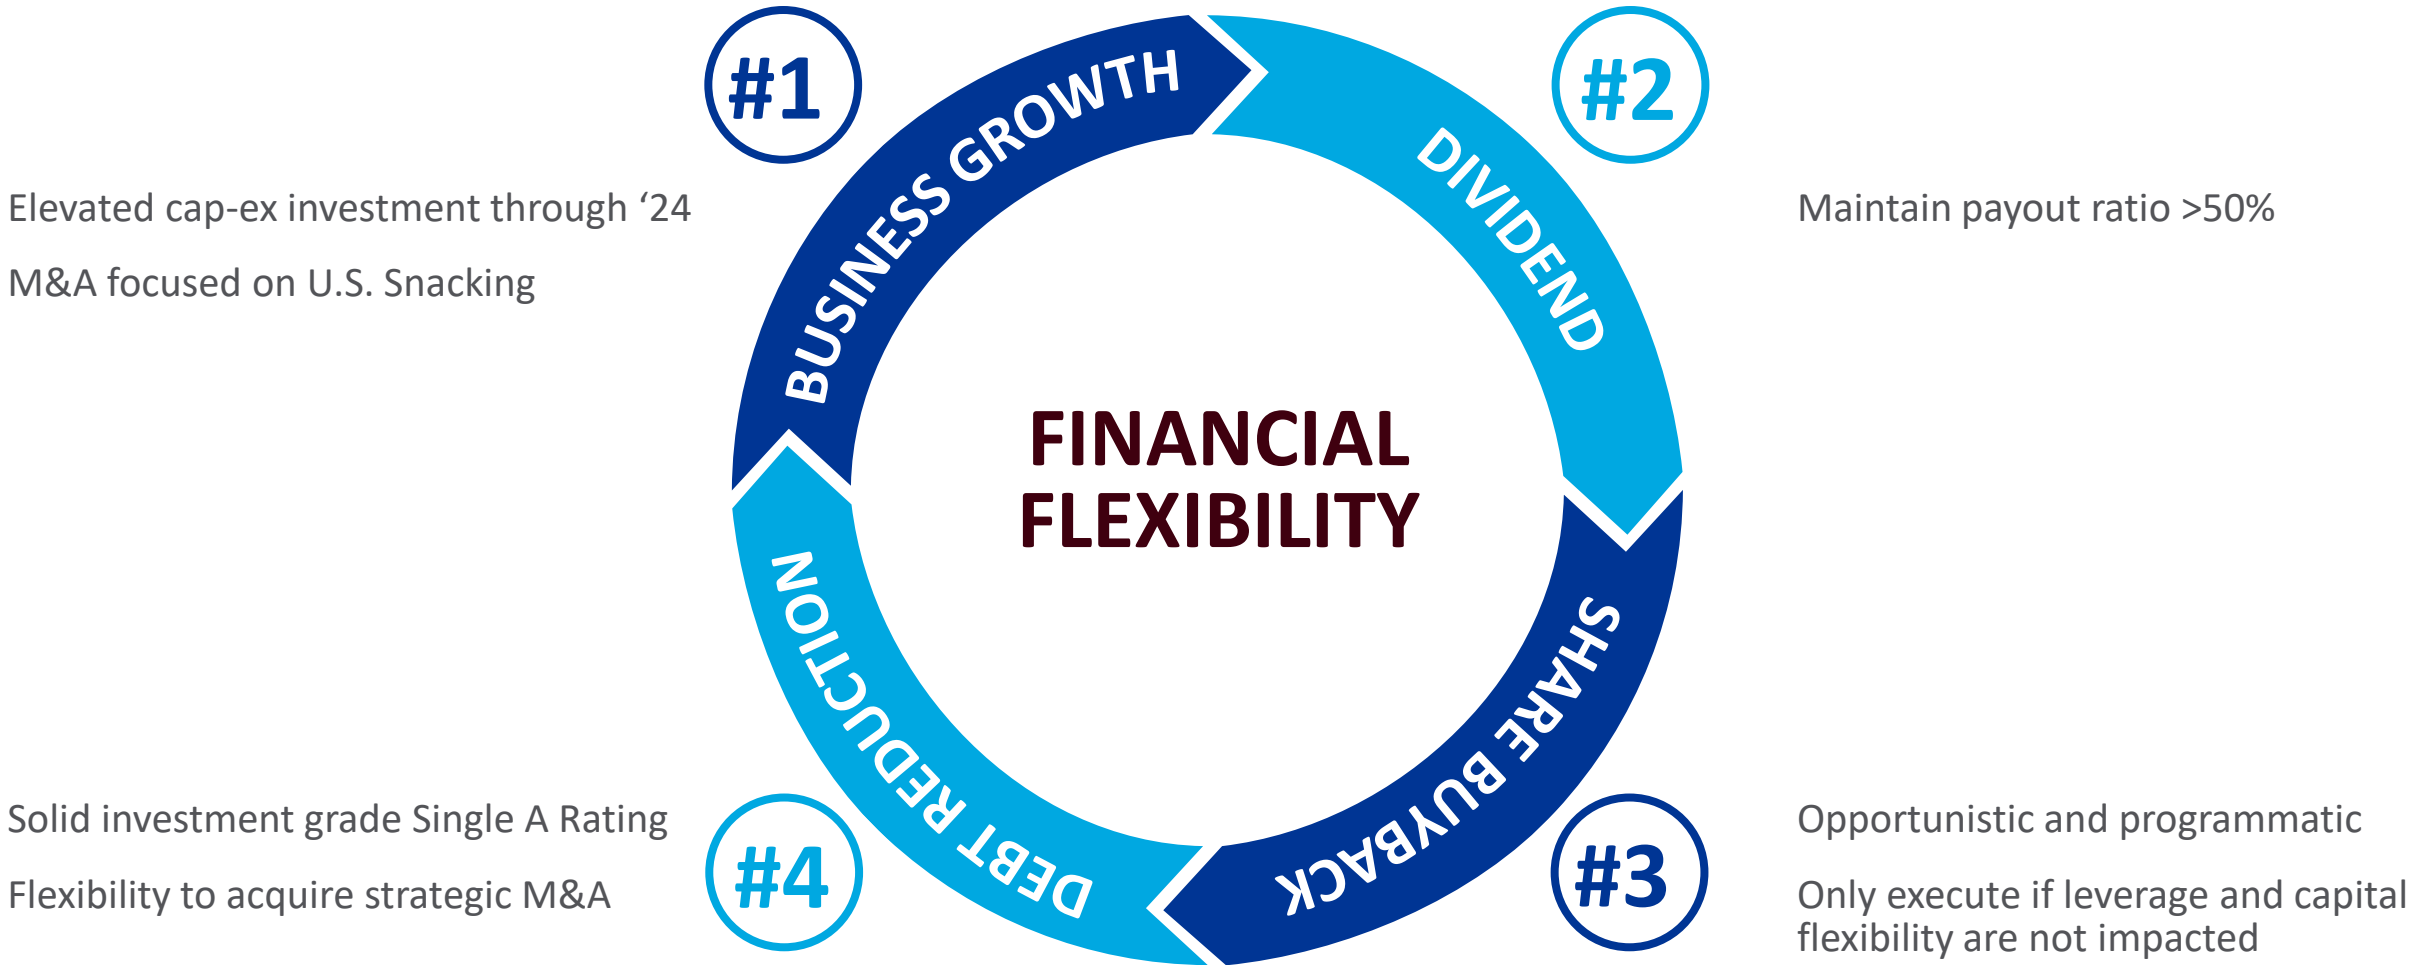 #1
BUSINESS GROWTH
Elevated cap-ex investment through ‘24
M&A focused on U.S. Snacking
#2
DIVIDEND
Maintain payout ratio >50%
FINANCIAL
FLEXIBILITY
#3
SHARE BUYBACK
Opportunistic and programmatic
Only execute if leverage and capital
flexibility are not impacted
#4
DEBT REDUCTION
Solid investment grade Single A Rating
Flexibility to acquire strategic M&A